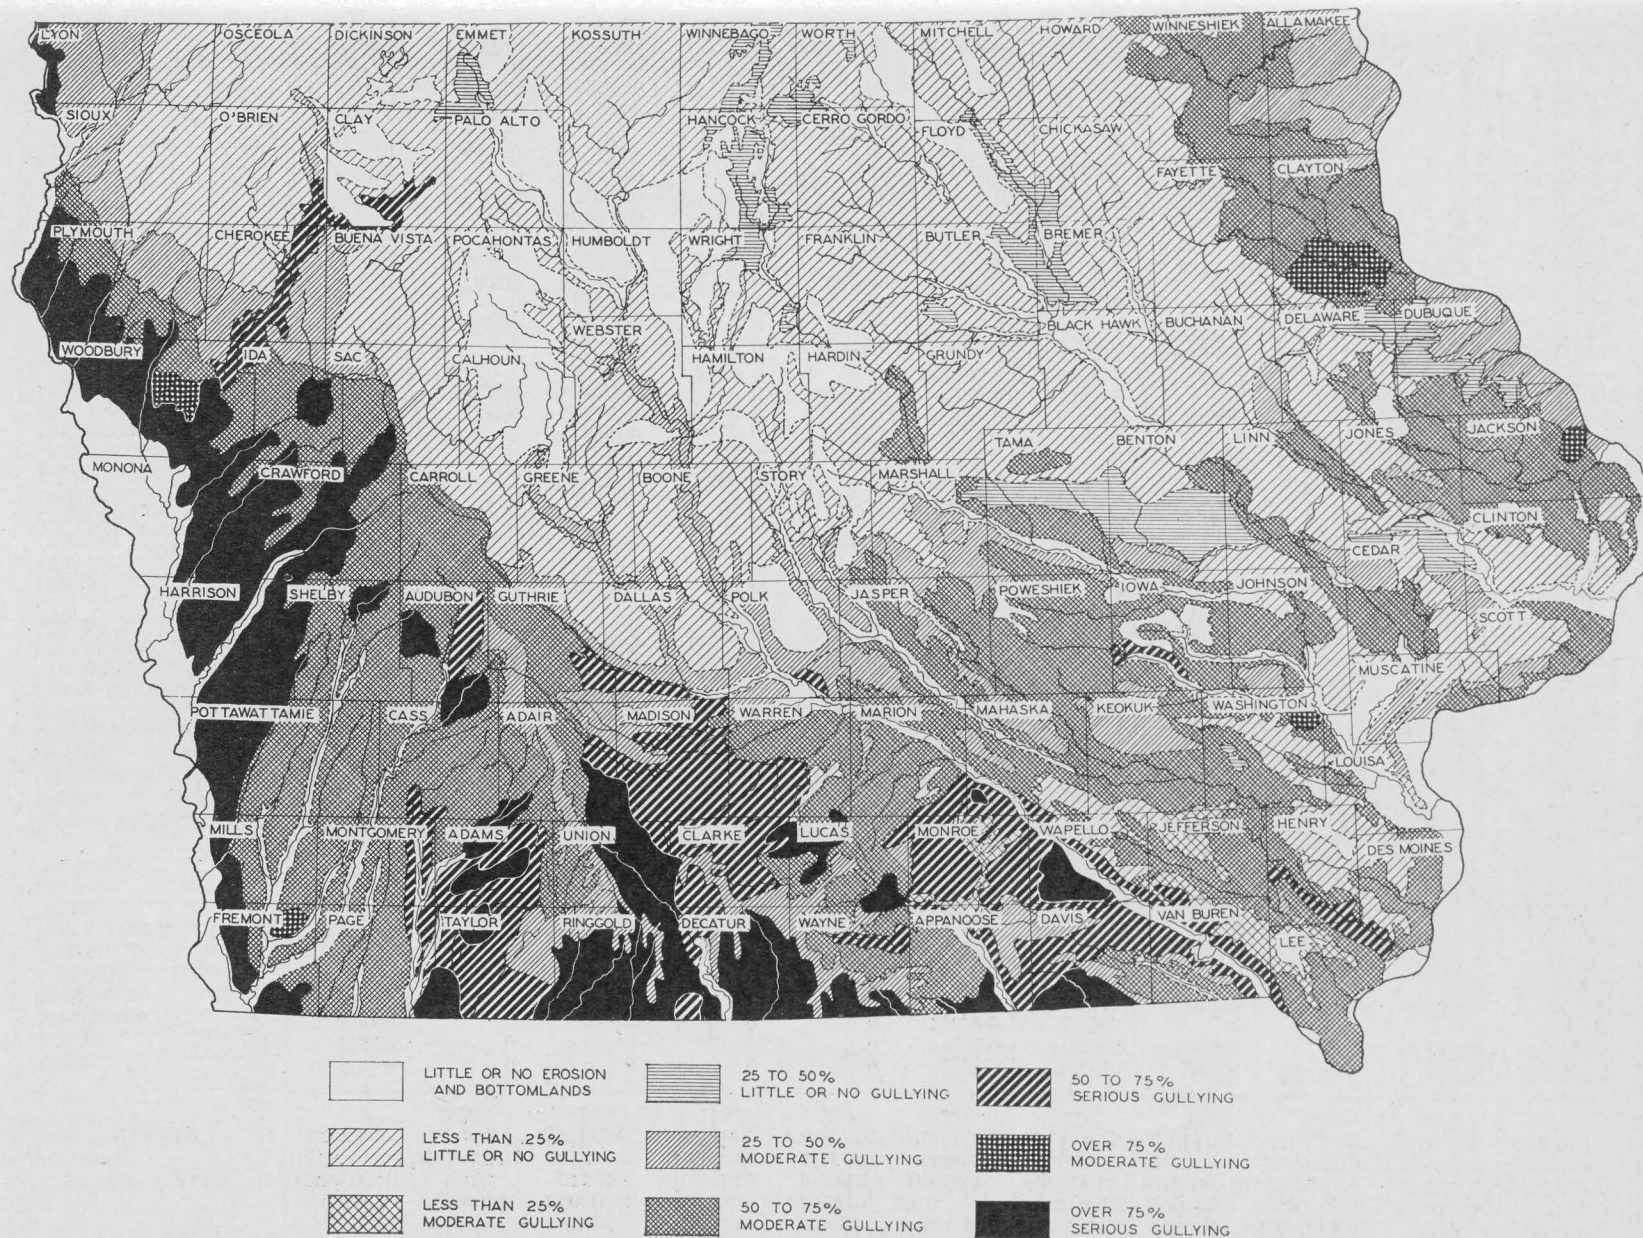 LYON
OSCEOLA
DICKINSON
EMMET
KOSSUTH
WINNEBAGO
WORTH
MITCHELL
HOWARD
WINNESHIEK
ALLAMAKEE
SIOUX
O'BRIEN
CLAY
PALO ALTO
HANCOCK
CERRO GORDO
FLOYD
CHICKASAW
FAYETTE
CLAYTON
PLYMOUTH
CHEROKEE
BUENA VISTA
POCAHONTAS
HUMBOLDT
WRIGHT
FRANKLIN
BUTLER
BREMER
WOODBURY
IDA
SAC
CALHOUN
WEBSTER
HAMILTON
HARDIN
GRUNDY
BLACK HAWK
BUCHANAN
DELAWARE
DUBUQUE
MONONA
CRAWFORD
CARROLL
GREENE
BOONE
STORY
MARSHALL
TAMA
BENTON
LINN
JONES
JACKSON
CLINTON
CEDAR
HARRISON
SHELBY
AUDUBON
GUTHRIE
DALLAS
POLK
JASPER
POWESHIEK
IOWA
JOHNSON
SCOTT
MUSCATINE
POTTAWATTAMIE
CASS
ADAIR
MADISON
WARREN
MARION
MAHASKA
KEOKUK
WASHINGTON
LOUISA
MILLS
MONTGOMERY
ADAMS
UNION
CLARKE
LUCAS
MONROE
WAPELLO
JEFFERSON
HENRY
DES MOINES
FREMONT
PAGE
TAYLOR
RINGGOLD
DECATUR
WAYNE
APPANOOSE
DAVIS
VAN BUREN
LEE
LITTLE OR NO EROSION
AND BOTTOMLANDS
LESS THAN 25%
LITTLE OR NO GULLYING
LESS THAN 25%
MODERATE GULLYING
25 TO 50%
LITTLE OR NO GULLYING
25 TO 50%
MODERATE GULLYING
50 TO 75%
MODERATE GULLYING
50 TO 75%
SERIOUS GULLYING
OVER 75%
MODERATE GULLYING
OVER 75%
SERIOUS GULLYING